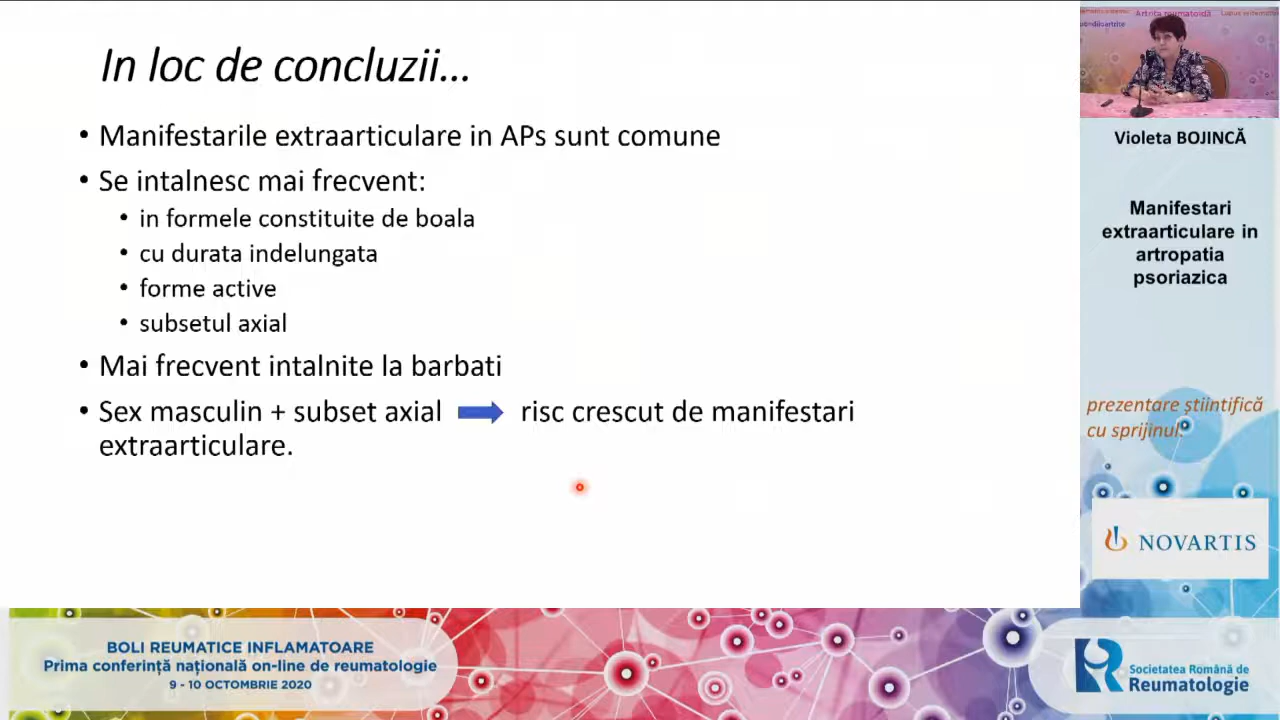 In loc de concluzii...
• Manifestarile extraarticulare in APs sunt comune
• Se intalnesc mai frecvent:
• in formele constituite de boala
• cu durata indelungata
• forme active
• subsetul axial
• Mai frecvent intalnite la barbati
• Sex masculin + subset axial risc crescut de manifestari
extraarticulare.
Artrita reumatoidă
Violeta BOJINCĂ
Manifestari
extraarticulare in
artropatia
psoriazica
prezentare științifică
cu sprijinul:
NOVARTIS
BOLI REUMATICE INFLAMATOARE
Prima conferință națională on-line de reumatologie
9 - 10 OCTOMBRIE 2020
Societatea Română de
Reumatologie